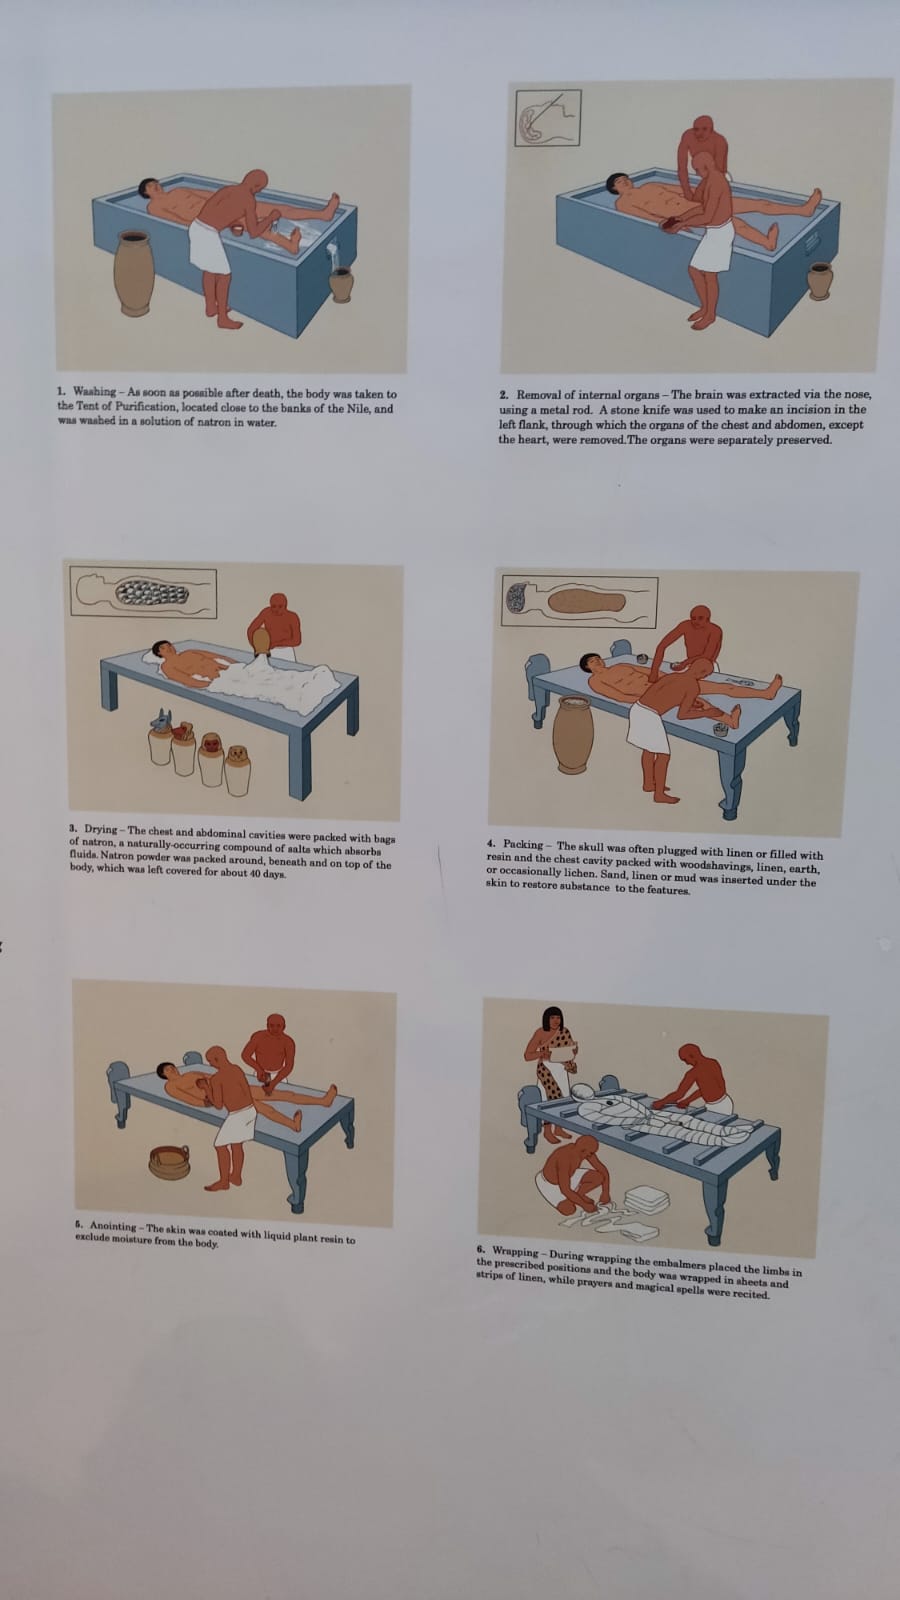 1. Washing – As soon as possible after death, the body was taken to
the Tent of Purification, located close to the banks of the Nile, and
was washed in a solution of natron in water.
2. Removal of internal organs – The brain was extracted via the nose,
using a metal rod. A stone knife was used to make an incision in the
left flank, through which the organs of the chest and abdomen, except
the heart, were removed.The organs were separately preserved.
3. Drying – The chest and abdominal cavities were packed with bags
of natron, a naturally-occurring compound of salts which absorbs
fluids. Natron powder was packed around, beneath and on top of the
body, which was left covered for about 40 days.
4. Packing – The skull was often plugged with linen or filled with
resin and the chest cavity packed with woodshavings, linen, earth,
or occasionally lichen. Sand, linen or mud was inserted under the
skin to restore substance to the features.
5. Anointing – The skin was coated with liquid plant resin to
exclude moisture from the body.
6. Wrapping – During wrapping the embalmers placed the limbs in
the prescribed positions and the body was wrapped in sheets and
strips of linen, while prayers and magical spells were recited.